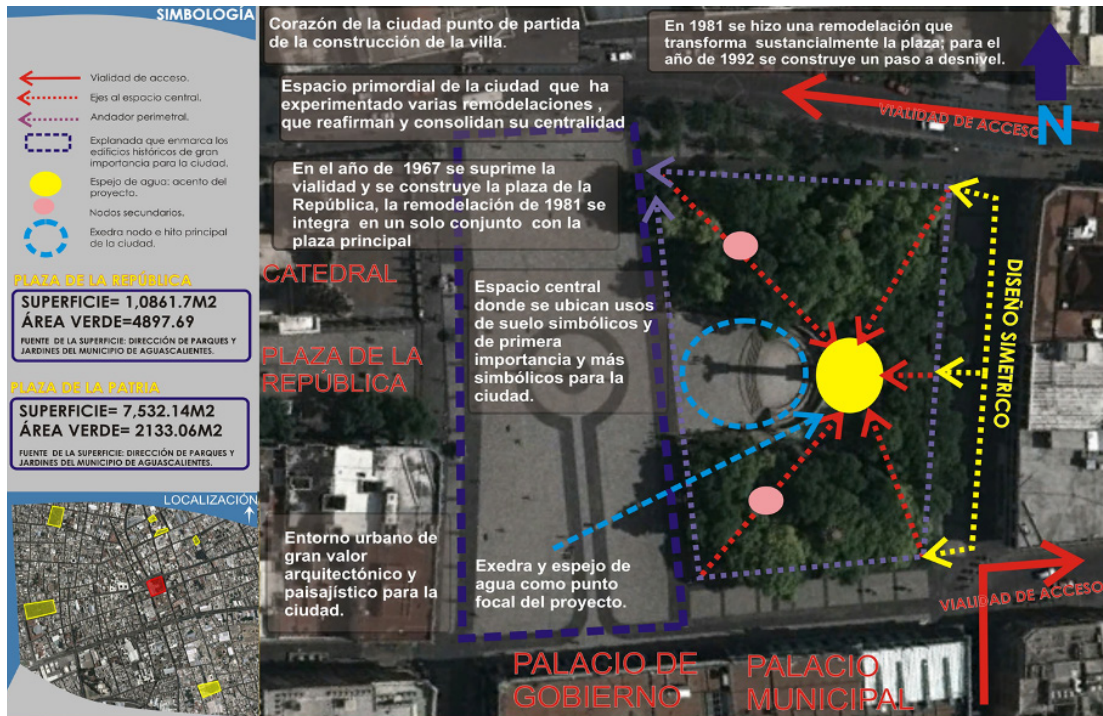 SIMBOLOGÍA
Vialidad de acceso.
Ejes al espacio central.
Andador perimetral.
Explanada que enmarca los
edificios históricos de gran
importancia para la ciudad.
Espejo de agua: acento del
proyecto.
Nodos secundarios.
Exedra nodo e hito principal
de la ciudad.
PLAZA DE LA REPÚBLICA
SUPERFICIE= 1,0861.7M2
ÁREA VERDE=4897.69
FUENTE DE LA SUPERFICIE: DIRECCIÓN DE PARQUES Y
JARDINES DEL MUNICIPIO DE AGUASCALIENTES.
PLAZA DE LA PATRIA
SUPERFICIE= 7,532.14M2
ÁREA VERDE= 2133.06M2
FUENTE DE LA SUPERFICIE: DIRECCIÓN DE PARQUES Y
JARDINES DEL MUNICIPIO DE AGUASCALIENTES.
LOCALIZACIÓN
Corazón de la ciudad punto de partida
de la construcción de la villa.
En 1981 se hizo una remodelación que
transforma sustancialmente la plaza; para el
año de 1992 se construye un paso a desnivel.
Espacio primordial de la ciudad que ha
experimentado varias remodelaciones ,
que reafirman y consolidan su centralidad
VIALIDAD DE ACCESO
N
En el año de 1967 se suprime la
vialidad y se construye la plaza de la
República, la remodelación de 1981 se
integra en un solo conjunto con la
plaza principal
CATEDRAL
PLAZA DE LA
REPÚBLICA
Espacio central
donde se ubican usos
de suelo simbólicos y
de primera
importancia y más
simbólicos para la
ciudad.
DISEÑO SIMETRICO
Entorno urbano de
gran valor
arquitectónico y
paisajístico para la
ciudad.
Exedra y espejo de
agua como punto
focal del proyecto.
VIALIDAD DE ACCESO
PALACIO DE
GOBIERNO
PALACIO
MUNICIPAL